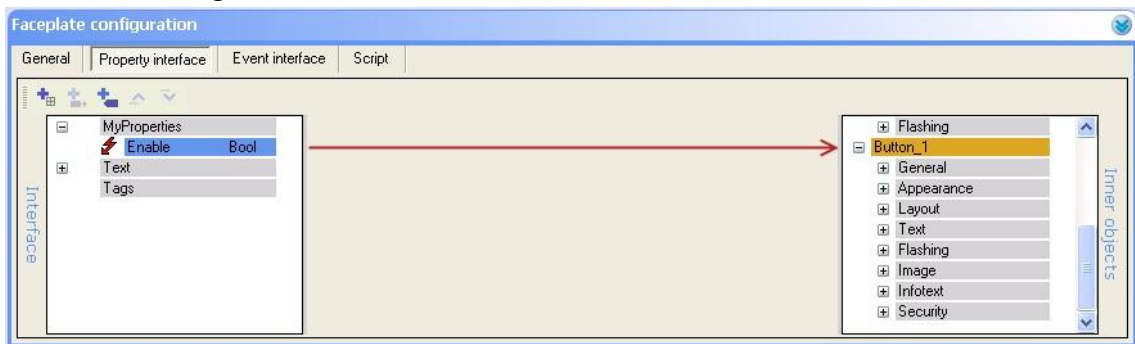 Faceplate configuration
General Property interface Event interface Script
Interface
MyProperties
Enable Bool
Text
Tags
Flashing
Button_1
General
Appearance
Layout
Text
Flashing
Image
Infotext
Security
Inner objects